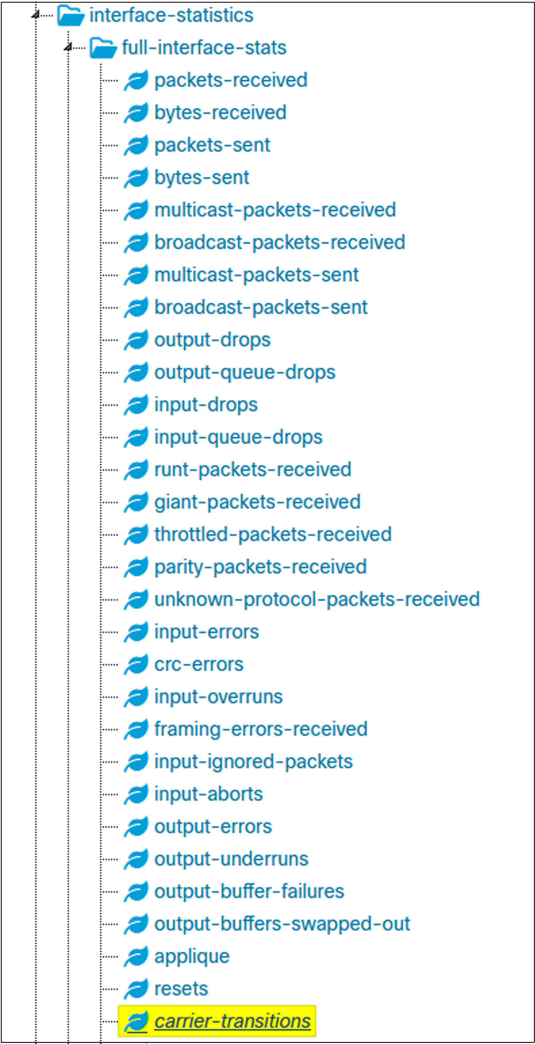 interface-statistics
full-interface-stats
packets-received
bytes-received
packets-sent
bytes-sent
multicast-packets-received
broadcast-packets-received
multicast-packets-sent
broadcast-packets-sent
output-drops
output-queue-drops
input-drops
input-queue-drops
runt-packets-received
giant-packets-received
throttled-packets-received
parity-packets-received
unknown-protocol-packets-received
input-errors
crc-errors
input-overruns
framing-errors-received
input-ignored-packets
input-aborts
output-errors
output-underruns
output-buffer-failures
output-buffers-swapped-out
applique
resets
carrier-transitions